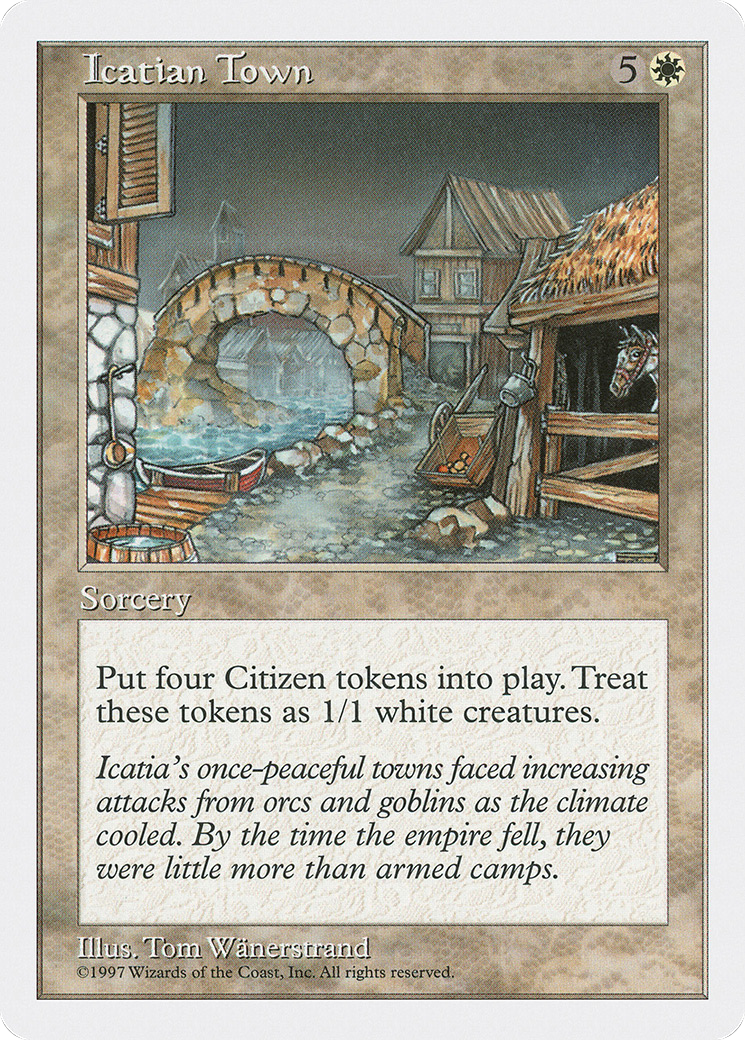 Icatian Town 5
Sorcery
Put four Citizen tokens into play. Treat
these tokens as 1/1 white creatures.
Icatia's once-peaceful towns faced increasing
attacks from orcs and goblins as the climate
cooled. By the time the empire fell, they
were little more than armed camps.
Illus. Tom Wänerstrand
©1997 Wizards of the Coast, Inc. All rights reserved.